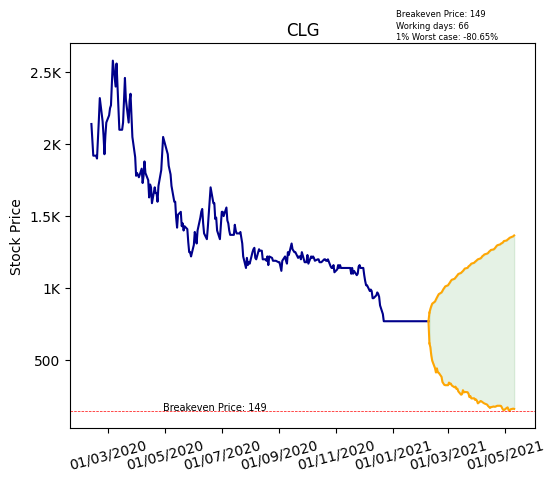 Breakeven Price: 149
Working days: 66
1% Worst case: -80.65%
CLG
Stock Price
2.5K
2K
1.5K
1K
500
Breakeven Price: 149
01/03/2020
01/05/2020
01/07/2020
01/09/2020
01/11/2020
01/01/2021
01/03/2021
01/05/2021